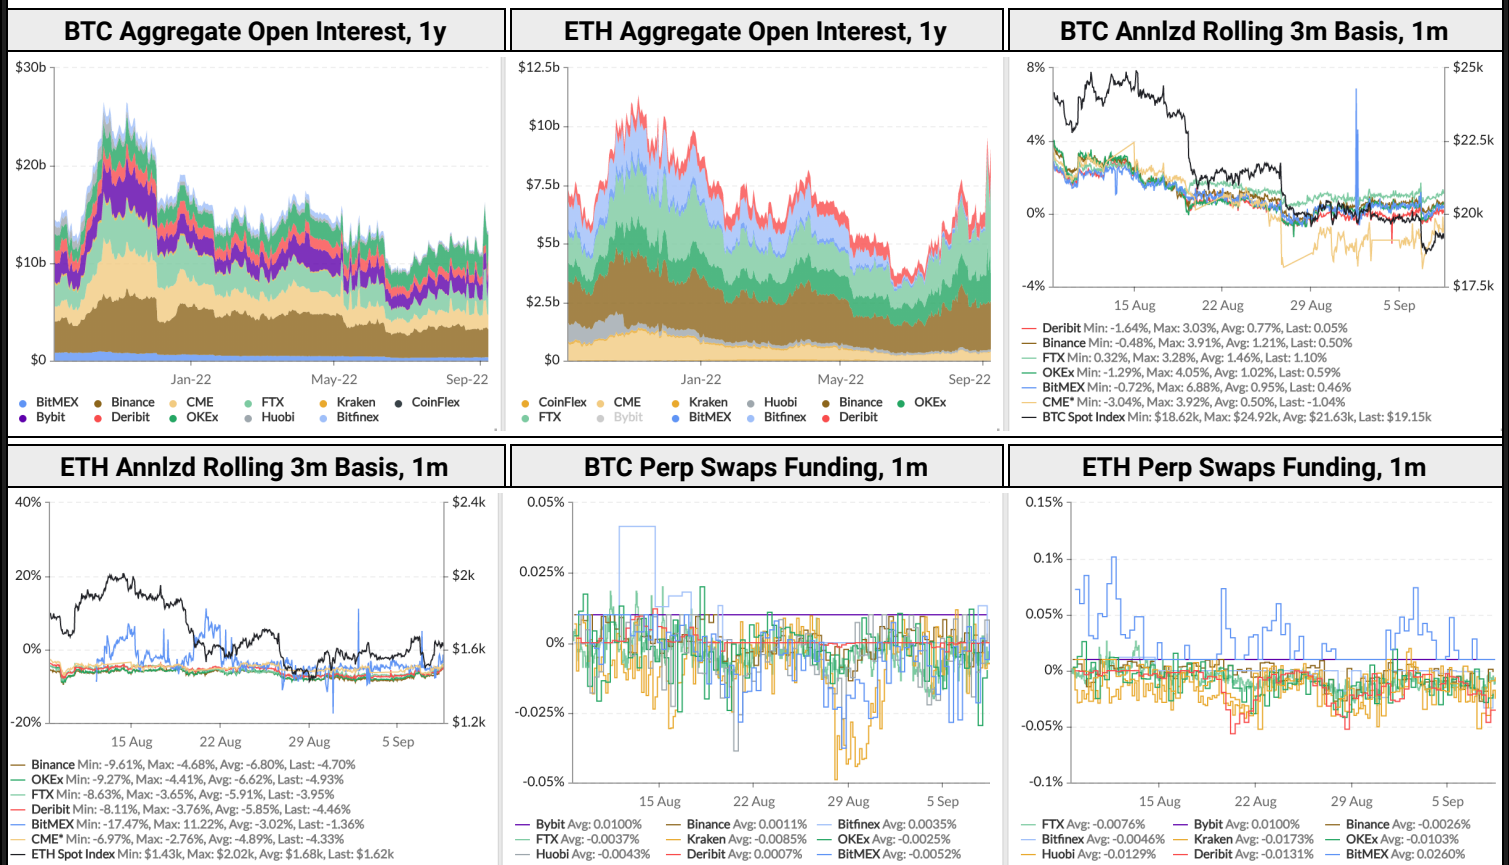 BTC Aggregate Open Interest, 1y
$30b
$20b
$10b
$0
Jan-22 May-22 Sep-22
BitMEX Binance CME FTX Kraken CoinFlex
Bybit Deribit OKEx Huobi Bitfinex
ETH Aggregate Open Interest, 1y
$12.5b
$10b
$7.5b
$5b
$2.5b
$0
Jan-22 May-22 Sep-22
CoinFlex CME Kraken Huobi Binance OKEx
FTX Bybit BitMEX Bitfinex Deribit
BTC Annlzd Rolling 3m Basis, 1m
8% $25k
4% $22.5k
0% $20k
-4% $17.5k
15 Aug 22 Aug 29 Aug 5 Sep
Deribit Min: -1.64%, Max: 3.03%, Avg: 0.77%, Last: 0.05%
Binance Min: -0.48%, Max: 3.91%, Avg: 1.21%, Last: 0.50%
FTX Min: 0.32%, Max: 3.28%, Avg: 1.46%, Last: 1.10%
OKEx Min: -1.29%, Max: 4.05%, Avg: 1.02%, Last: 0.59%
BitMEX Min: -0.72%, Max: 6.88%, Avg: 0.95%, Last: 0.46%
CME* Min: -3.04%, Max: 3.92%, Avg: 0.50%, Last: -1.04%
BTC Spot Index Min: $18.62k, Max: $24.92k, Avg: $21.63k, Last: $19.15k
ETH Annlzd Rolling 3m Basis, 1m
40% $2.4k
20% $2k
0% $1.6k
-20% $1.2k
15 Aug 22 Aug 29 Aug 5 Sep
Binance Min: -9.61%, Max: -4.68%, Avg: -6.80%, Last: -4.70%
OKEx Min: -9.27%, Max: -4.41%, Avg: -6.62%, Last: -4.93%
FTX Min: -8.63%, Max: -3.65%, Avg: -5.91%, Last: -3.95%
Deribit Min: -8.11%, Max: -3.76%, Avg: -5.85%, Last: -4.46%
BitMEX Min: -17.47%, Max: 11.22%, Avg: -3.02%, Last: -1.36%
CME* Min: -6.97%, Max: -2.76%, Avg: -4.89%, Last: -4.33%
ETH Spot Index Min: $1.43k, Max: $2.02k, Avg: $1.68k, Last: $1.62k
BTC Perp Swaps Funding, 1m
0.05%
0.025%
0%
-0.025%
-0.05%
15 Aug 22 Aug 29 Aug 5 Sep
Bybit Avg: 0.0100% Binance Avg: 0.0011% Bitfinex Avg: 0.0035%
FTX Avg: -0.0037% Kraken Avg: -0.0085% OKEx Avg: -0.0025%
Huobi Avg: -0.0043% Deribit Avg: 0.0007% BitMEX Avg: -0.0052%
ETH Perp Swaps Funding, 1m
0.15%
0.1%
0.05%
0%
-0.05%
-0.1%
15 Aug 22 Aug 29 Aug 5 Sep
FTX Avg: -0.0076% Bybit Avg: 0.0100% Binance Avg: -0.0026%
Bitfinex Avg: -0.0046% Kraken Avg: -0.0173% OKEx Avg: -0.0103%
Huobi Avg: -0.0129% Deribit Avg: -0.0131% BitMEX Avg: 0.0260%